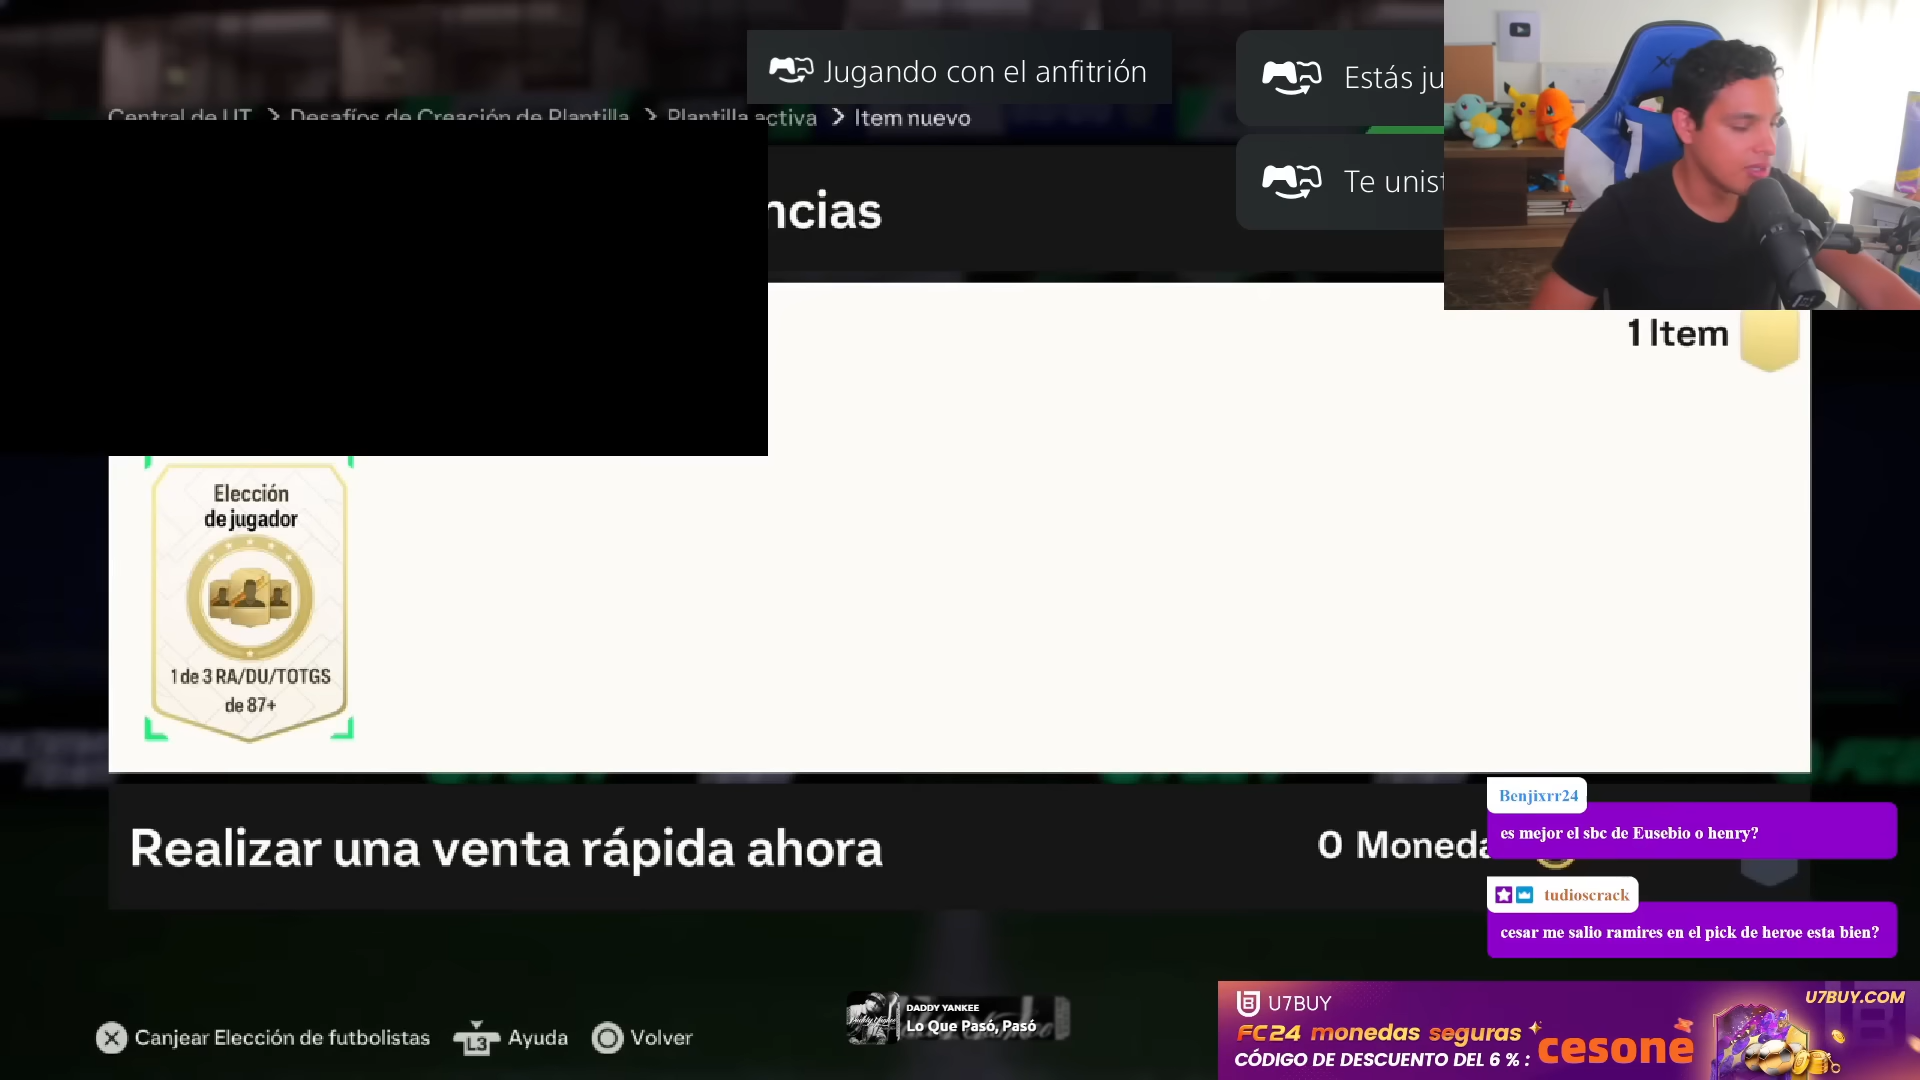 Jugando con el anfitrión
Estás ju
Central de UT > Desafíos de Creación de Plantilla > Plantilla activa > Item nuevo
Te unist
ncias
1 Item
Elección
de jugador
1 de 3 RA/DU/TOTGS
de 87+
Realizar una venta rápida ahora
0 Moneda
Benjixrr24
es mejor el sbc de Eusebio o henry?
tudioscrack
cesar me salio ramires en el pick de heroe esta bien?
Canjear Elección de futbolistas
L3
Ayuda
Volver
DADDY YANKEE
Lo Que Pasó, Pasó
U7BUY
U7BUY.COM
FC24 monedas seguras
CÓDIGO DE DESCUENTO DEL 6 % :
cesone